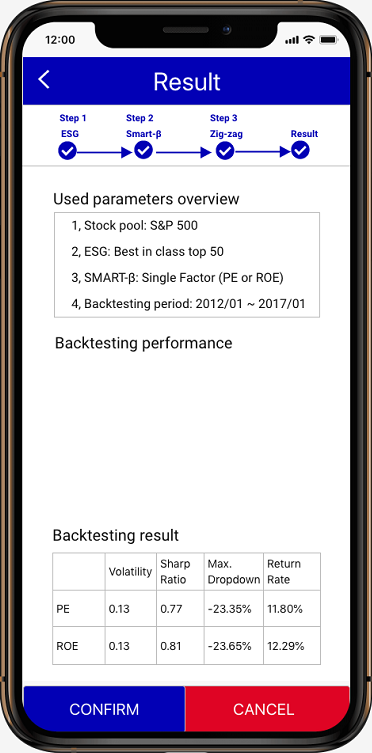 12:00
Result
Step 1 Step 2 Step 3
ESG Smart-β Zig-zag Result
Used parameters overview
1, Stock pool: S&P 500
2, ESG: Best in class top 50
3, SMART-β: Single Factor (PE or ROE)
4, Backtesting period: 2012/01 ~ 2017/01
Backtesting performance
Backtesting result
Volatility Sharp Ratio Max. Dropdown Return Rate
PE 0.13 0.77 -23.35% 11.80%
ROE 0.13 0.81 -23.65% 12.29%
CONFIRM CANCEL